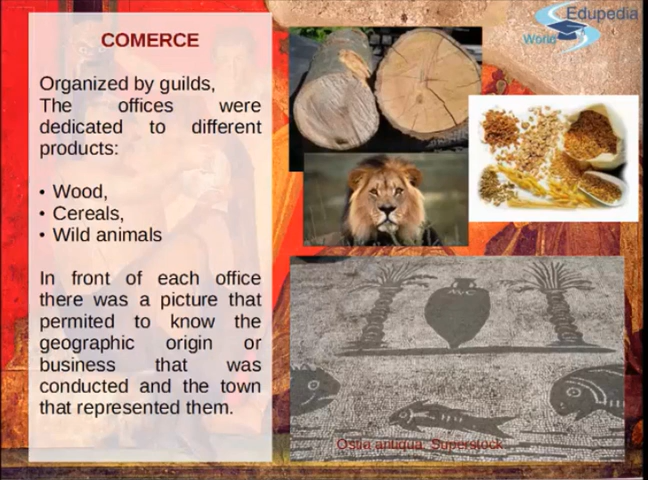 COMERCE
Organized by guilds,
The offices were
dedicated to different
products:
• Wood,
• Cereals,
• Wild animals
In front of each office
there was a picture that
permited to know the
geographic origin or
business that was
conducted and the town
that represented them.
Edupedia
World
Ostia antiqua. Superstock